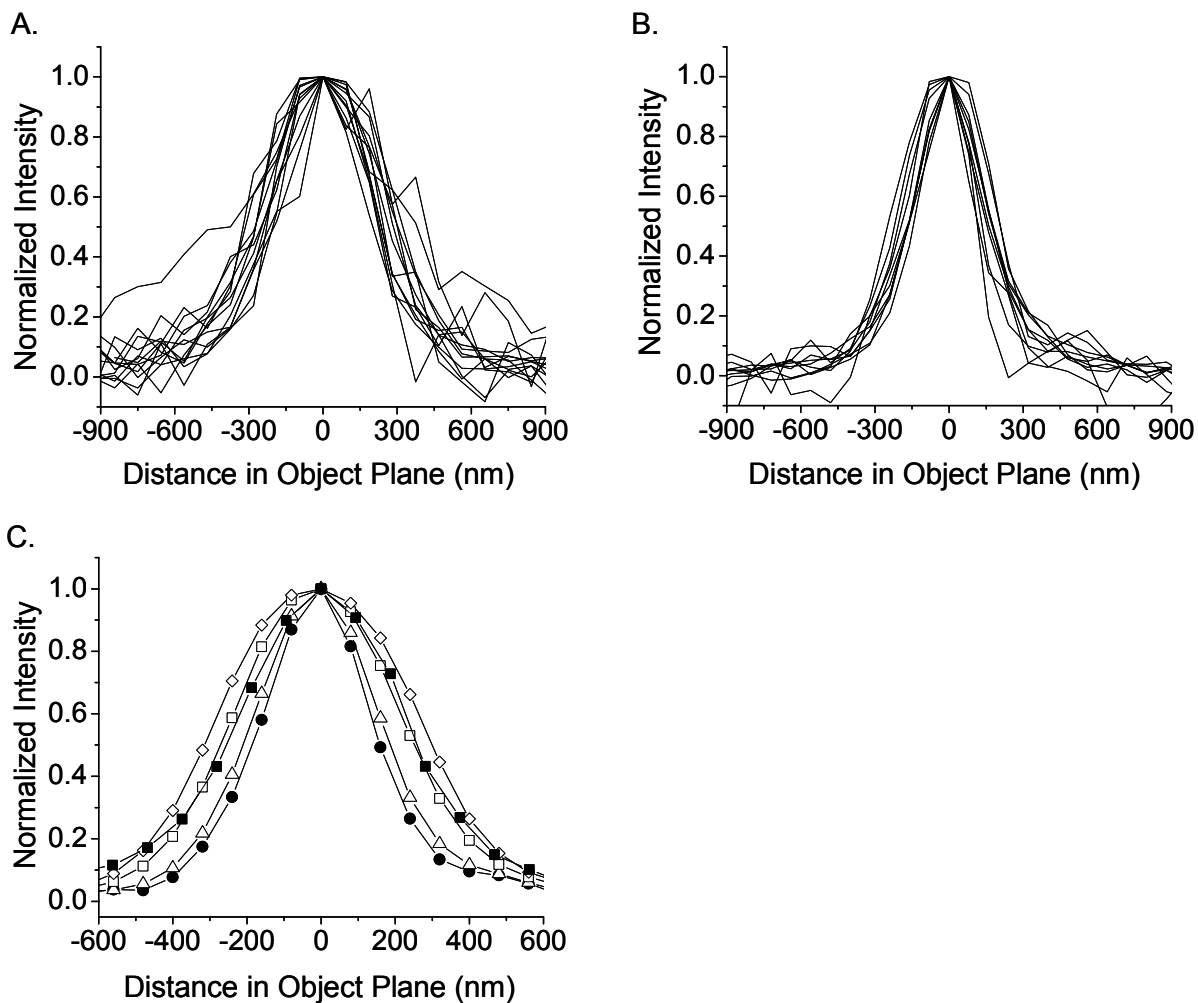 A.
Normalized Intensity
1.0
0.8
0.6
0.4
0.2
0.0
-900 -600 -300 0 300 600 900
Distance in Object Plane (nm)
B.
Normalized Intensity
1.0
0.8
0.6
0.4
0.2
0.0
-900 -600 -300 0 300 600 900
Distance in Object Plane (nm)
C.
Normalized Intensity
1.0
0.8
0.6
0.4
0.2
0.0
-600 -400 -200 0 200 400 600
Distance in Object Plane (nm)